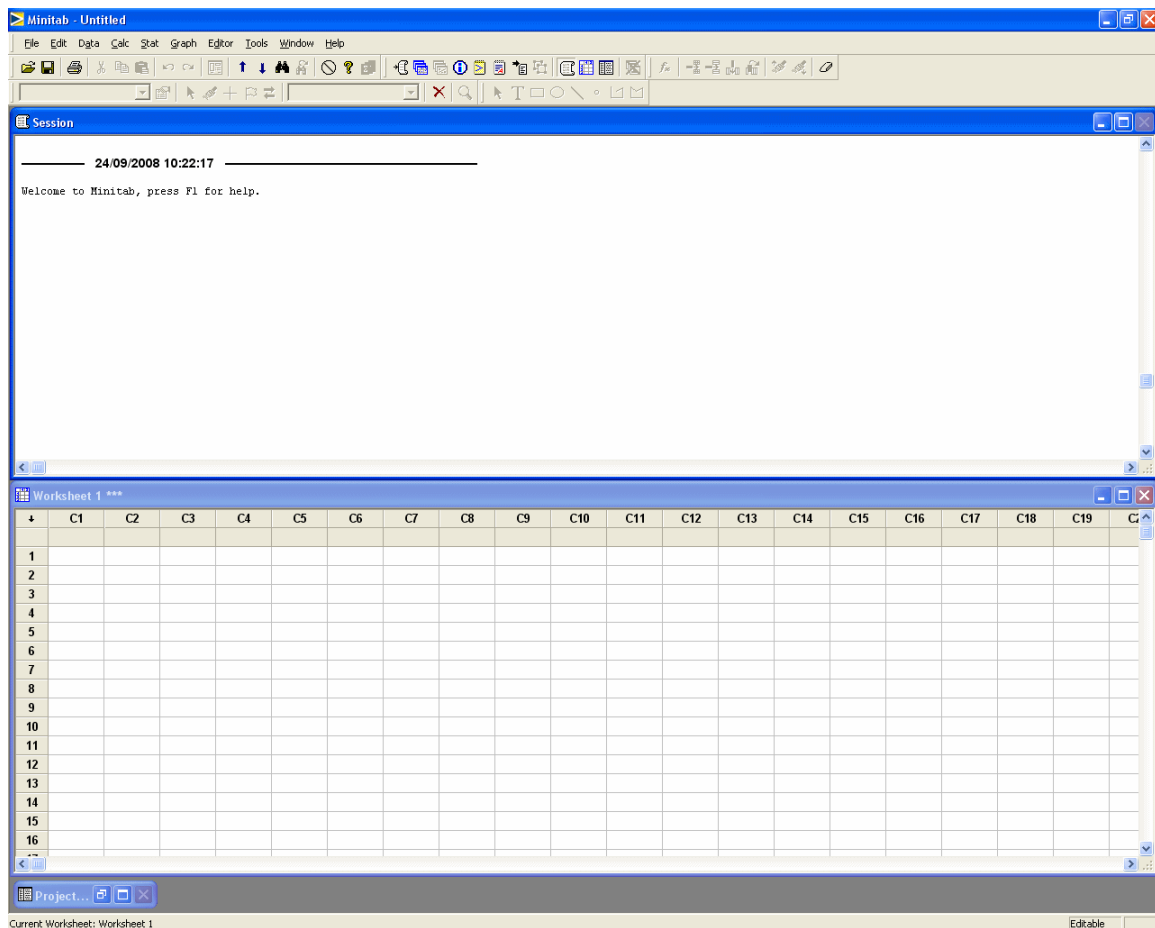 Minitab - Untitled
File Edit Data Calc Stat Graph Editor Tools Window Help
Session
24/09/2008 10:22:17
Welcome to Minitab, press F1 for help.
Worksheet 1 ***
C1 C2 C3 C4 C5 C6 C7 C8 C9 C10 C11 C12 C13 C14 C15 C16 C17 C18 C19
1
2
3
4
5
6
7
8
9
10
11
12
13
14
15
16
Project...
Current Worksheet: Worksheet 1 Editable